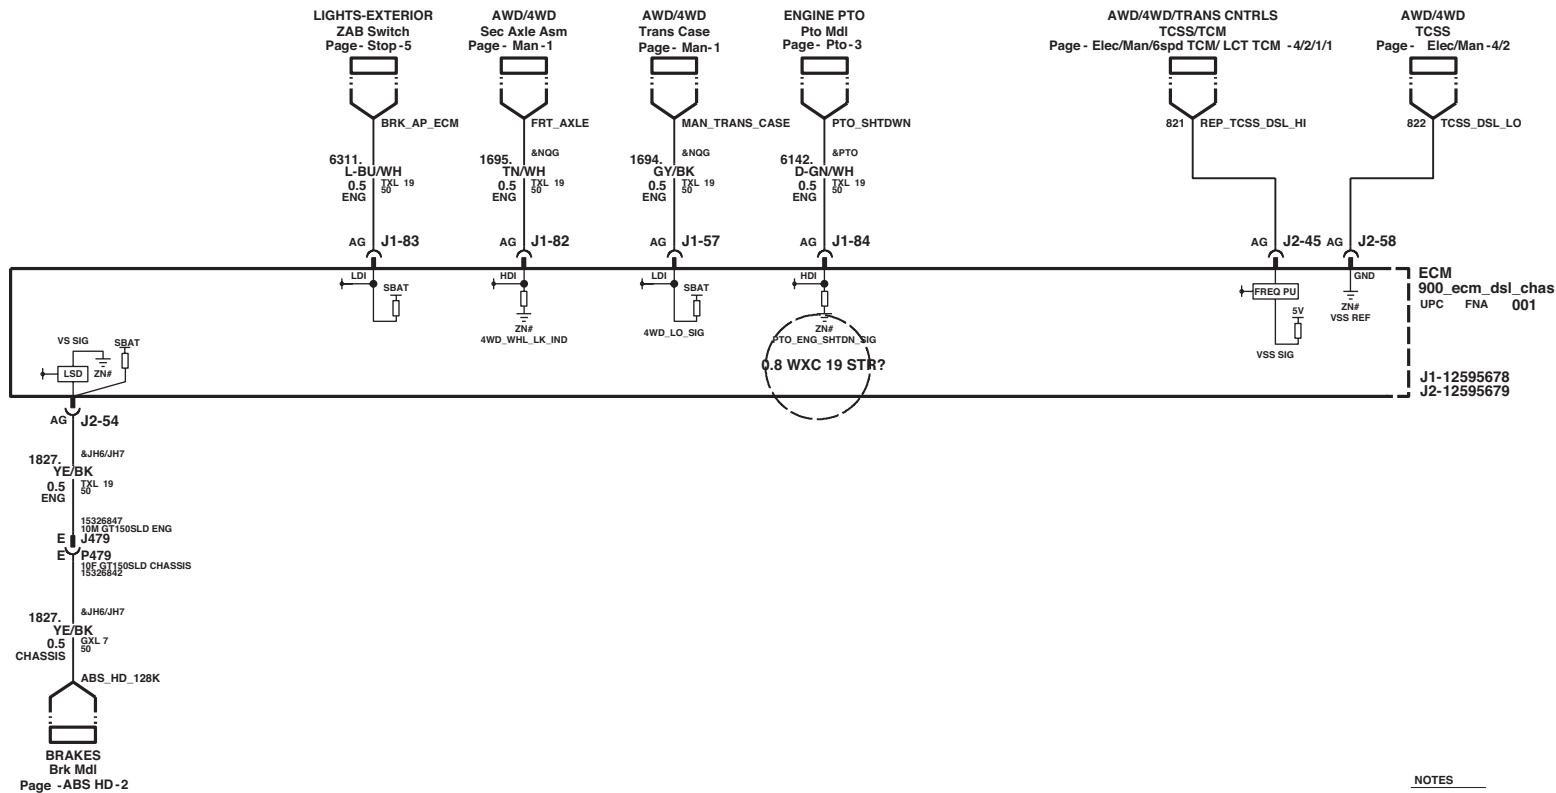 LIGHTS-EXTERIOR
ZAB Switch
Page- Stop-5
AWD/4WD
Sec Axle Asm
Page - Man-1
AWD/4WD
Trans Case
Page - Man-1
ENGINE PTO
Pto Mdl
Page- Pto-3
AWD/4WD/TRANS CNTRLS
TCSS/TCM
Page - Elec/Man/6spd TCM/ LCT TCM -4/2/1/1
AWD/4WD
TCSS
Page - Elec/Man-4/2
BRK_AP_ECM
FRT_AXLE
MAN_TRANS_CASE
PTO_SHTDWN
821 REP_TCSS_DSL_HI
822 TCSS_DSL_LO
6311.
L-BU/WH
0.5 TXL 19
ENG 50
&NQG
1695.
TN/WH
0.5 TXL 19
ENG 50
&NQG
1694.
GY/BK
0.5 TXL 19
ENG 50
&PTO
6142.
D-GN/WH
0.5 TXL 19
ENG 50
AG J1-83
AG J1-82
AG J1-57
AG J1-84
AG J2-45
AG J2-58
LDI
SBAT
HDI
ZN#
4WD_WHL_LK_IND
LDI
SBAT
4WD_LO_SIG
HDI
ZN#
PTO_ENG_SHTDN_SIG
0.8 WXC 19 STR?
FREQ PU
5V
VSS SIG
GND
ZN#
VSS REF
ECM
900_ecm_dsl_chas
UPC FNA 001
J1-12595678
J2-12595679
VS SIG
SBAT
LSD
ZN#
AG J2-54
&JH6/JH7
1827.
YE/BK
0.5 TXL 19
ENG 50
15326847
10M GT150SLD ENG
E J479
E P479
10F GT150SLD CHASSIS
15326842
&JH6/JH7
1827.
YE/BK
0.5 GXL 7
CHASSIS 50
ABS_HD_128K
BRAKES
Brk Mdl
Page -ABS HD-2
NOTES